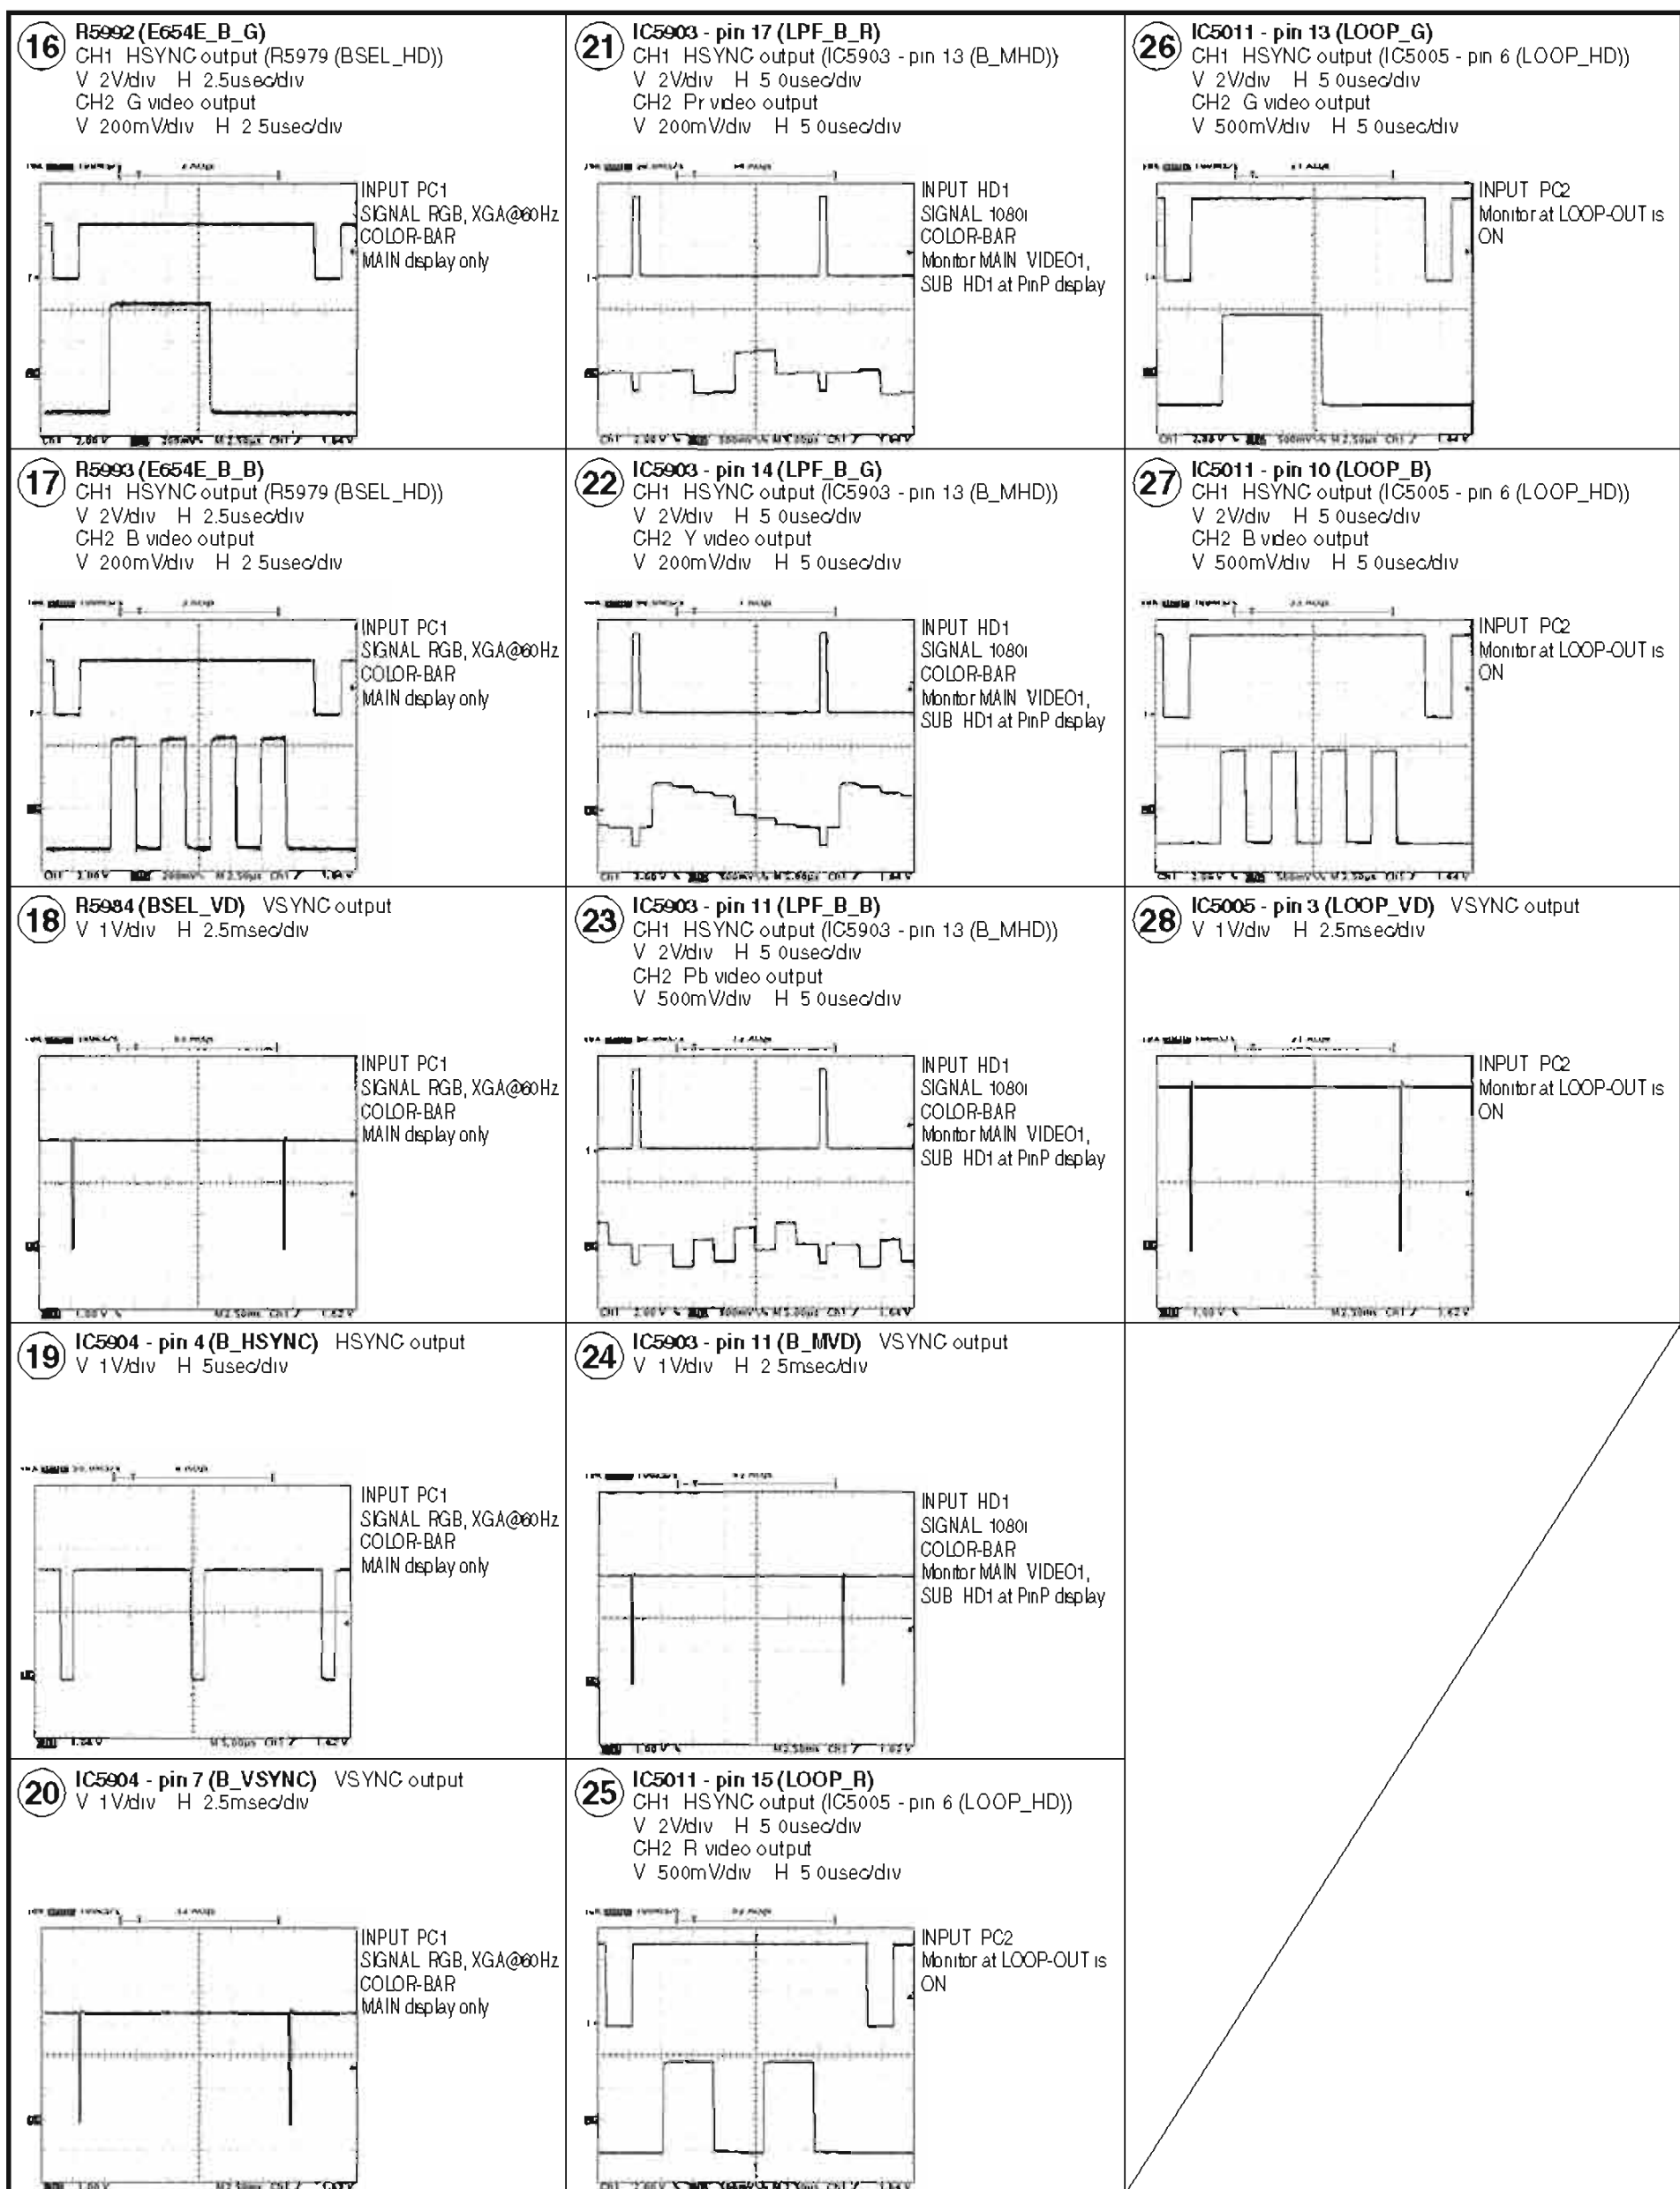 16 R5992 (E654E_B_G)
CH1 HSYNC output (R5979 (BSEL_HD))
V 2V/div H 2.5usec/div
CH2 G video output
V 200mV/div H 2 5usec/div
INPUT PC1
SIGNAL RGB, XGA@60Hz
COLOR-BAR
MAIN display only
17 R5993 (E654E_B_B)
CH1 HSYNC output (R5979 (BSEL_HD))
V 2V/div H 2.5usec/div
CH2 B video output
V 200mV/div H 2 5usec/div
INPUT PC1
SIGNAL RGB, XGA@60Hz
COLOR-BAR
MAIN display only
18 R5984 (BSEL_VD) VSYNC output
V 1V/div H 2.5msec/div
INPUT PC1
SIGNAL RGB, XGA@60Hz
COLOR-BAR
MAIN display only
19 IC5904 - pin 4 (B_HSYNC) HSYNC output
V 1V/div H 5usec/div
INPUT PC1
SIGNAL RGB, XGA@60Hz
COLOR-BAR
MAIN display only
20 IC5904 - pin 7 (B_VSYNC) VSYNC output
V 1V/div H 2.5msec/div
INPUT PC1
SIGNAL RGB, XGA@60Hz
COLOR-BAR
MAIN display only
21 IC5903 - pin 17 (LPF_B_R)
CH1 HSYNC output (IC5903 - pin 13 (B_MHD))
V 2V/div H 5 0usec/div
CH2 Pr video output
V 200mV/div H 5 0usec/div
INPUT HD1
SIGNAL 1080i
COLOR-BAR
Monitor MAIN VIDEO1,
SUB HD1 at PinP display
22 IC5903 - pin 14 (LPF_B_G)
CH1 HSYNC output (IC5903 - pin 13 (B_MHD))
V 2V/div H 5 0usec/div
CH2 Y video output
V 200mV/div H 5 0usec/div
INPUT HD1
SIGNAL 1080i
COLOR-BAR
Monitor MAIN VIDEO1,
SUB HD1 at PinP display
23 IC5903 - pin 11 (LPF_B_B)
CH1 HSYNC output (IC5903 - pin 13 (B_MHD))
V 2V/div H 5 0usec/div
CH2 Pb video output
V 500mV/div H 5 0usec/div
INPUT HD1
SIGNAL 1080i
COLOR-BAR
Monitor MAIN VIDEO1,
SUB HD1 at PinP display
24 IC5903 - pin 11 (B_MVD) VSYNC output
V 1V/div H 2 5msec/div
INPUT HD1
SIGNAL 1080i
COLOR-BAR
Monitor MAIN VIDEO1,
SUB HD1 at PinP display
25 IC5011 - pin 15 (LOOP_R)
CH1 HSYNC output (IC5005 - pin 6 (LOOP_HD))
V 2V/div H 5 0usec/div
CH2 R video output
V 500mV/div H 5 0usec/div
INPUT PC2
Monitor at LOOP-OUT is
ON
26 IC5011 - pin 13 (LOOP_G)
CH1 HSYNC output (IC5005 - pin 6 (LOOP_HD))
V 2V/div H 5 0usec/div
CH2 G video output
V 500mV/div H 5 0usec/div
INPUT PC2
Monitor at LOOP-OUT is
ON
27 IC5011 - pin 10 (LOOP_B)
CH1 HSYNC output (IC5005 - pin 6 (LOOP_HD))
V 2V/div H 5 0usec/div
CH2 B video output
V 500mV/div H 5 0usec/div
INPUT PC2
Monitor at LOOP-OUT is
ON
28 IC5005 - pin 3 (LOOP_VD) VSYNC output
V 1V/div H 2.5msec/div
INPUT PC2
Monitor at LOOP-OUT is
ON